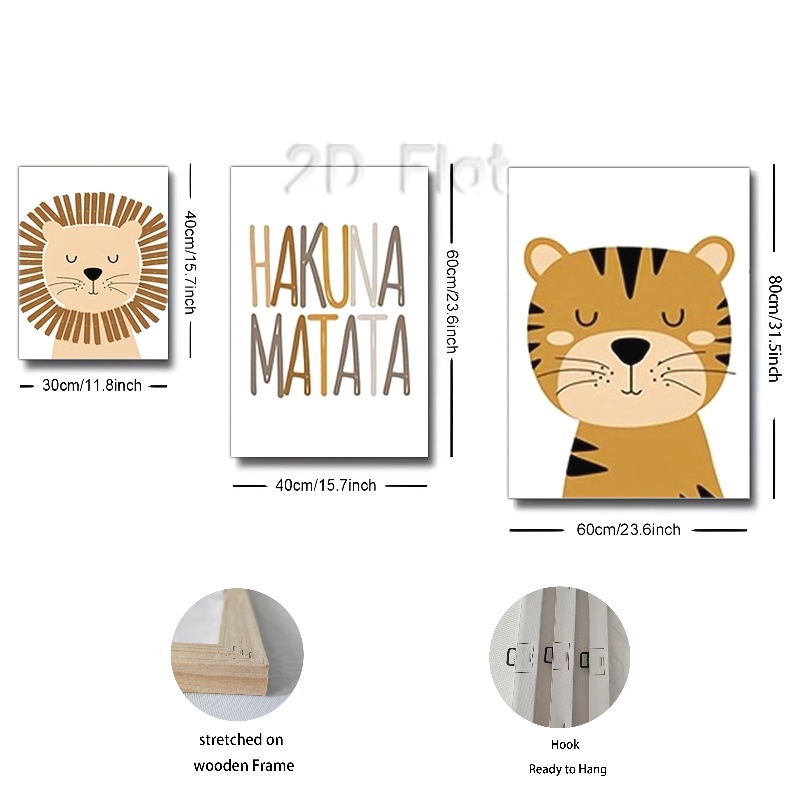 2D Flat
HAKUNA
MATATA
40cm/15.7inch
30cm/11.8inch
60cm/23.6inch
40cm/15.7inch
80cm/31.5inch
60cm/23.6inch
stretched on
wooden Frame
Hook
Ready to Hang